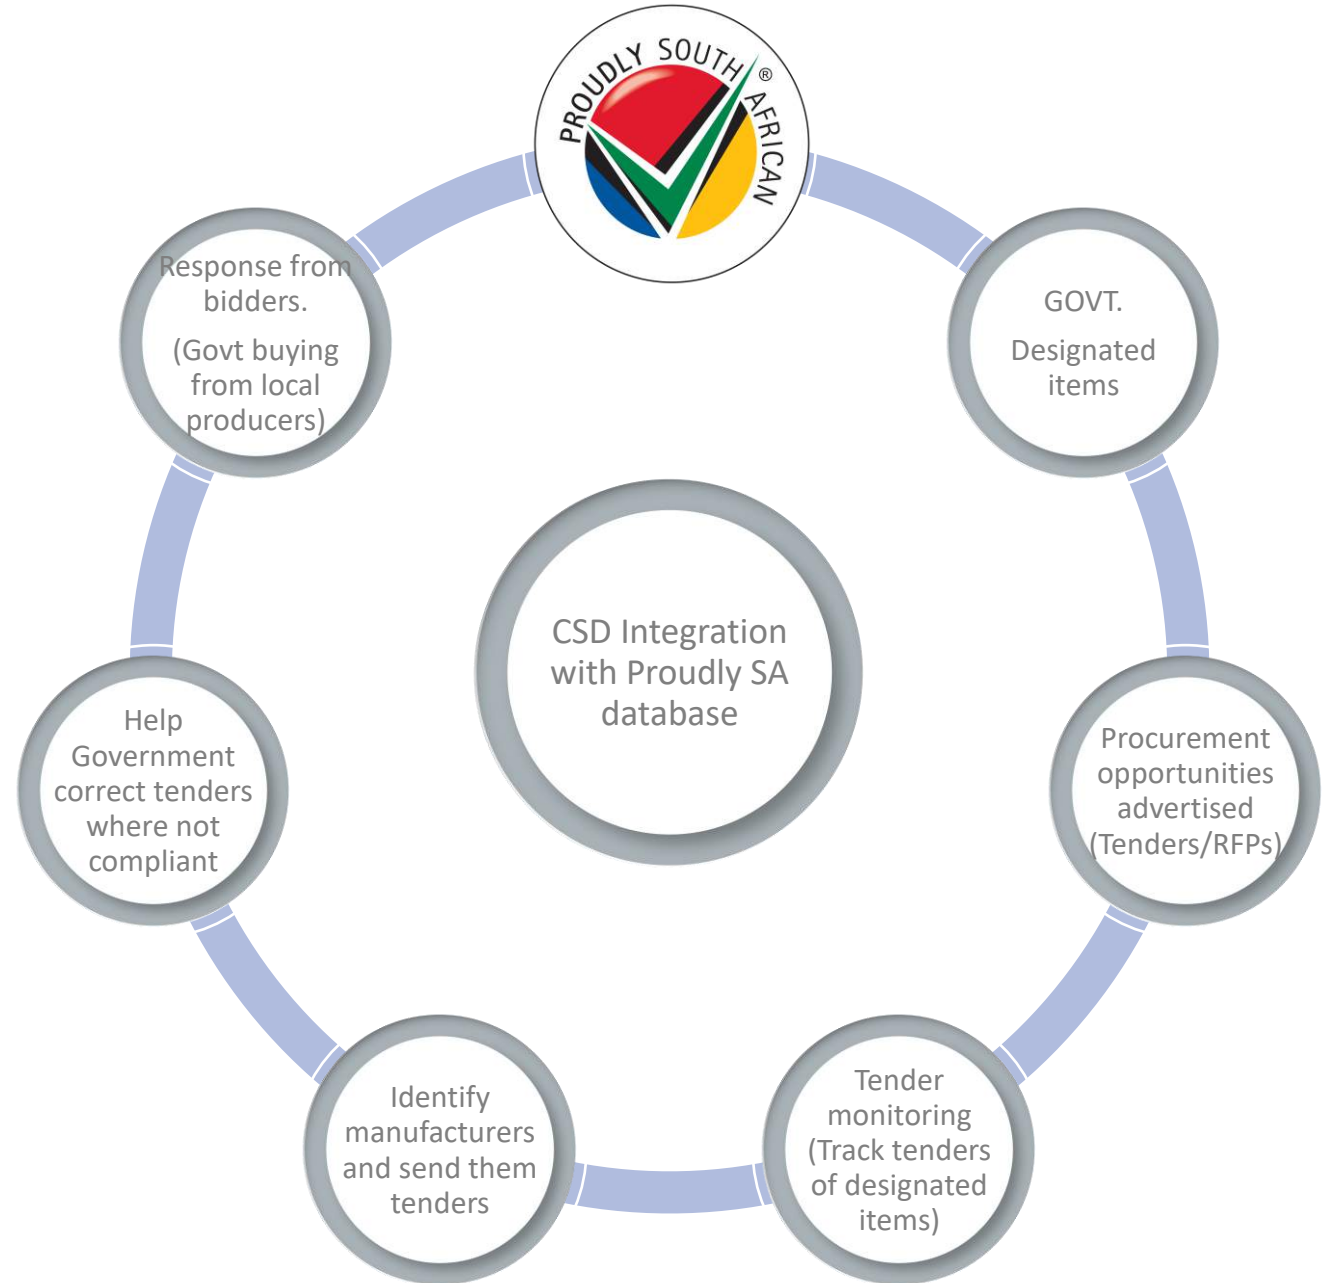 PROUDLY SOUTH AFRICAN ®
GOVT.
Designated
items
Procurement
opportunities
advertised
(Tenders/RFPs)
Tender
monitoring
(Track tenders
of designated
items)
Identify
manufacturers
and send them
tenders
Help
Government
correct tenders
where not
compliant
Response from
bidders.
(Govt buying
from local
producers)
CSD Integration
with Proudly SA
database